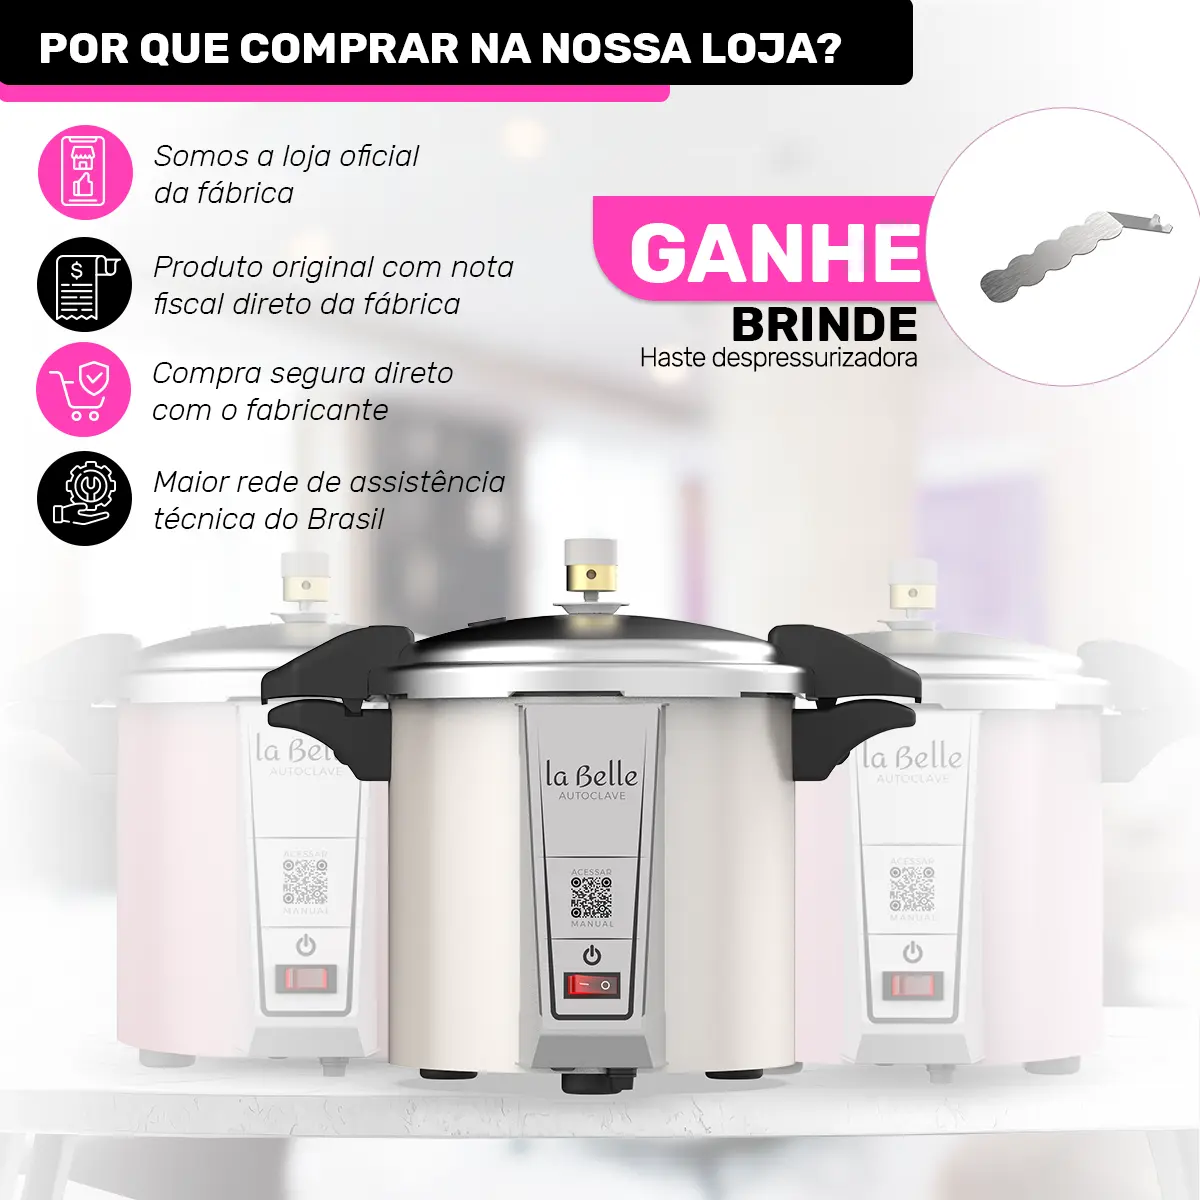 POR QUE COMPRAR NA NOSSA LOJA?
Somos a loja oficial
da fábrica
Produto original com nota
fiscal direto da fábrica
Compra segura direto
com o fabricante
Maior rede de assistência
técnica do Brasil
GANHE
BRINDE
Haste despressurizadora
la Belle
AUTOCLAVE
ACESSAR
MANUAL
la Belle
AUTOCLAVE
ACESSAR
MANUAL
la Belle
AUTOCLAVE
ACESSAR
MANUAL